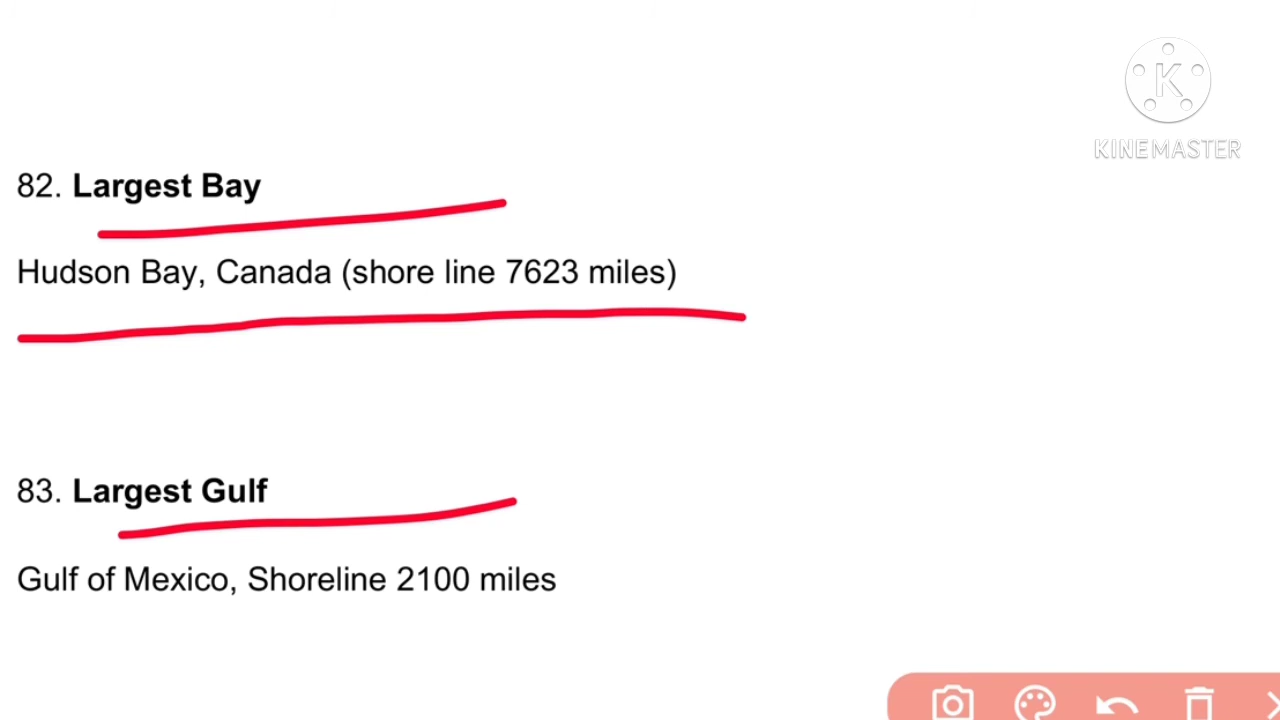 K
KINEMASTER
82. Largest Bay
Hudson Bay, Canada (shore line 7623 miles)
83. Largest Gulf
Gulf of Mexico, Shoreline 2100 miles